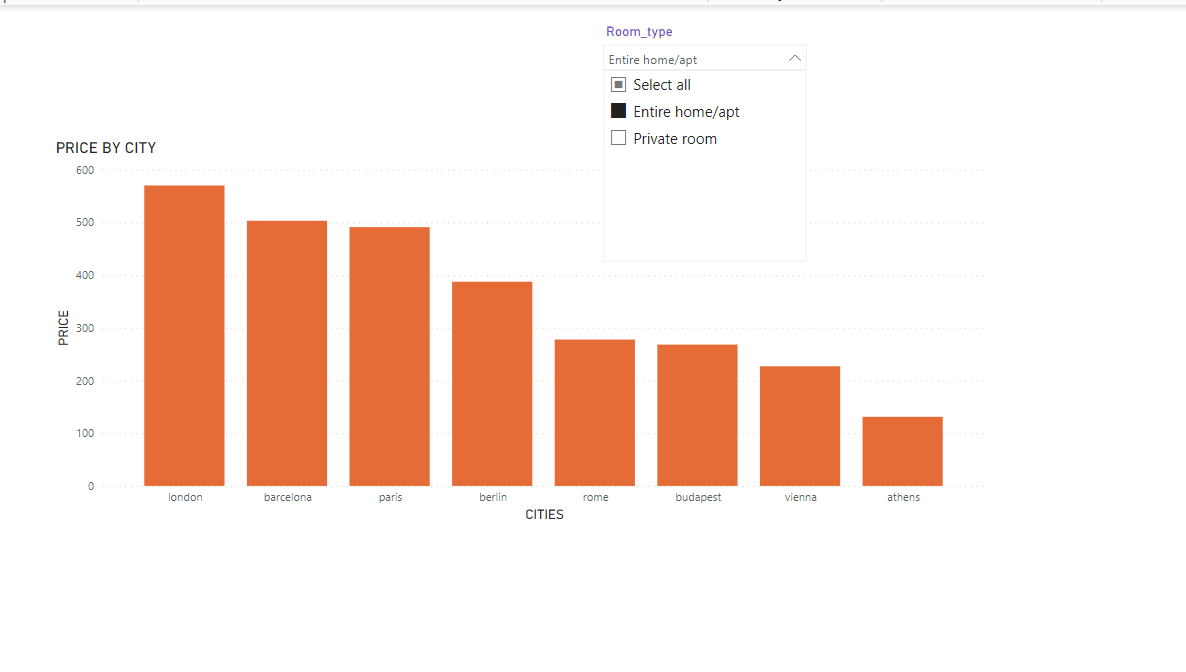 Room_type
Entire home/apt
Select all
Entire home/apt
Private room
PRICE BY CITY
600
500
400
300
200
100
0
PRICE
london barcelona paris berlin rome budapest vienna athens
CITIES